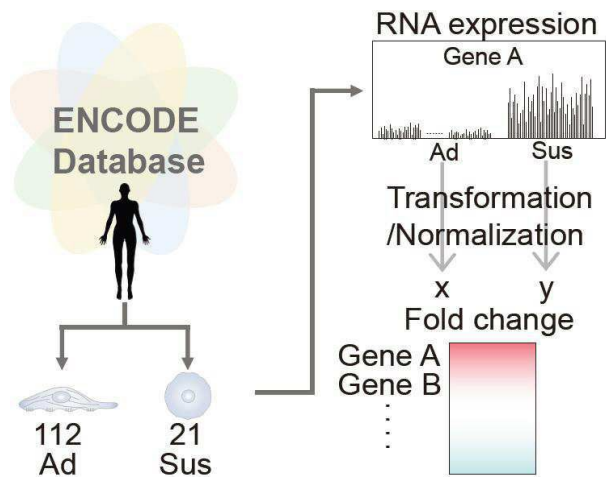 ENCODE
Database
112
Ad
21
Sus
RNA expression
Gene A
Ad
Sus
Transformation
/Normalization
x
y
Fold change
Gene A
Gene B